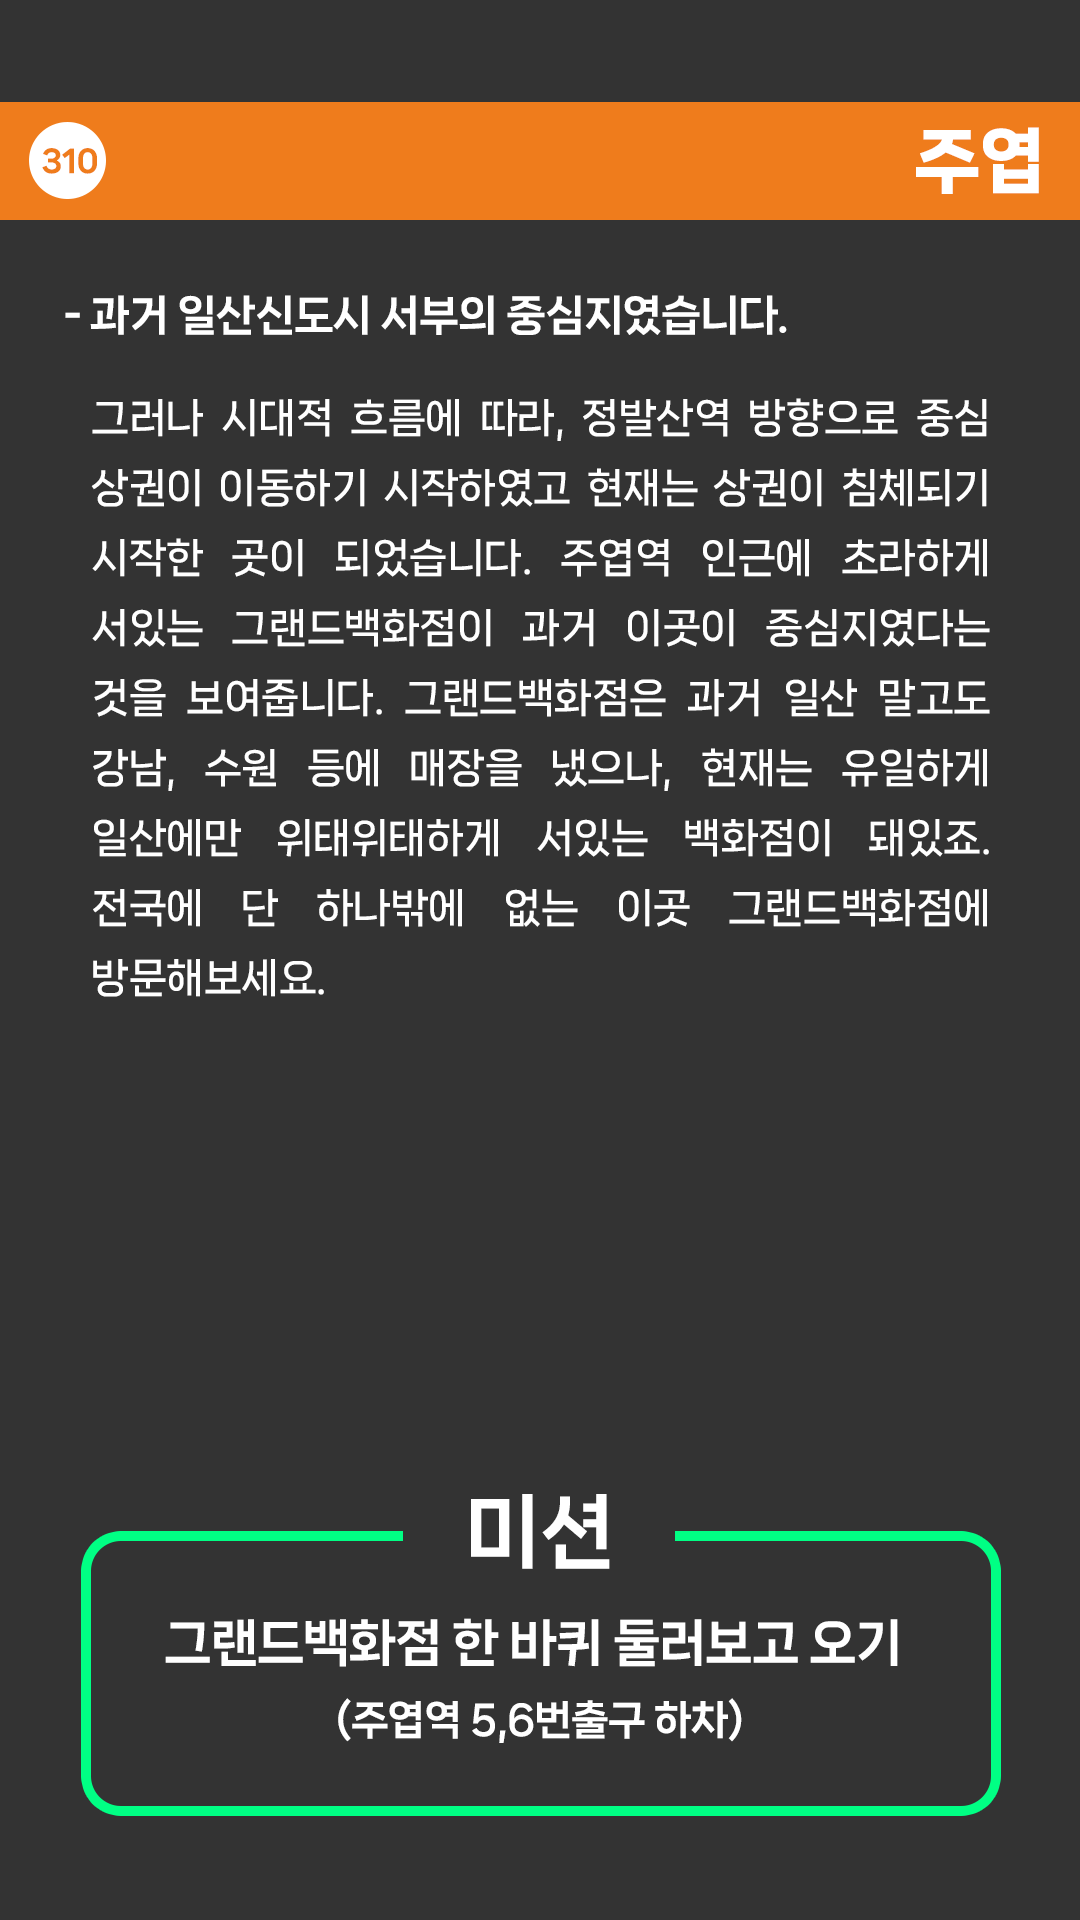 310
주엽
- 과거 일산신도시 서부의 중심지였습니다.
그러나 시대적 흐름에 따라, 정발산역 방향으로 중심
상권이 이동하기 시작하였고 현재는 상권이 침체되기
시작한 곳이 되었습니다. 주엽역 인근에 초라하게
서있는 그랜드백화점이 과거 이곳이 중심지였다는
것을 보여줍니다. 그랜드백화점은 과거 일산 말고도
강남, 수원 등에 매장을 냈으나, 현재는 유일하게
일산에만 위태위태하게 서있는 백화점이 돼있죠.
전국에 단 하나밖에 없는 이곳 그랜드백화점에
방문해보세요.
미션
그랜드백화점 한 바퀴 둘러보고 오기
(주엽역 5,6번출구 하차)